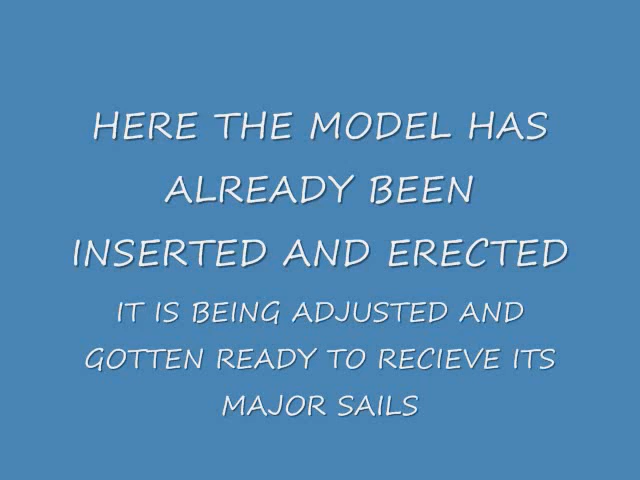 HERE THE MODEL HAS
ALREADY BEEN
INSERTED AND ERECTED
IT IS BEING ADJUSTED AND
GOTTEN READY TO RECIEVE ITS
MAJOR SAILS